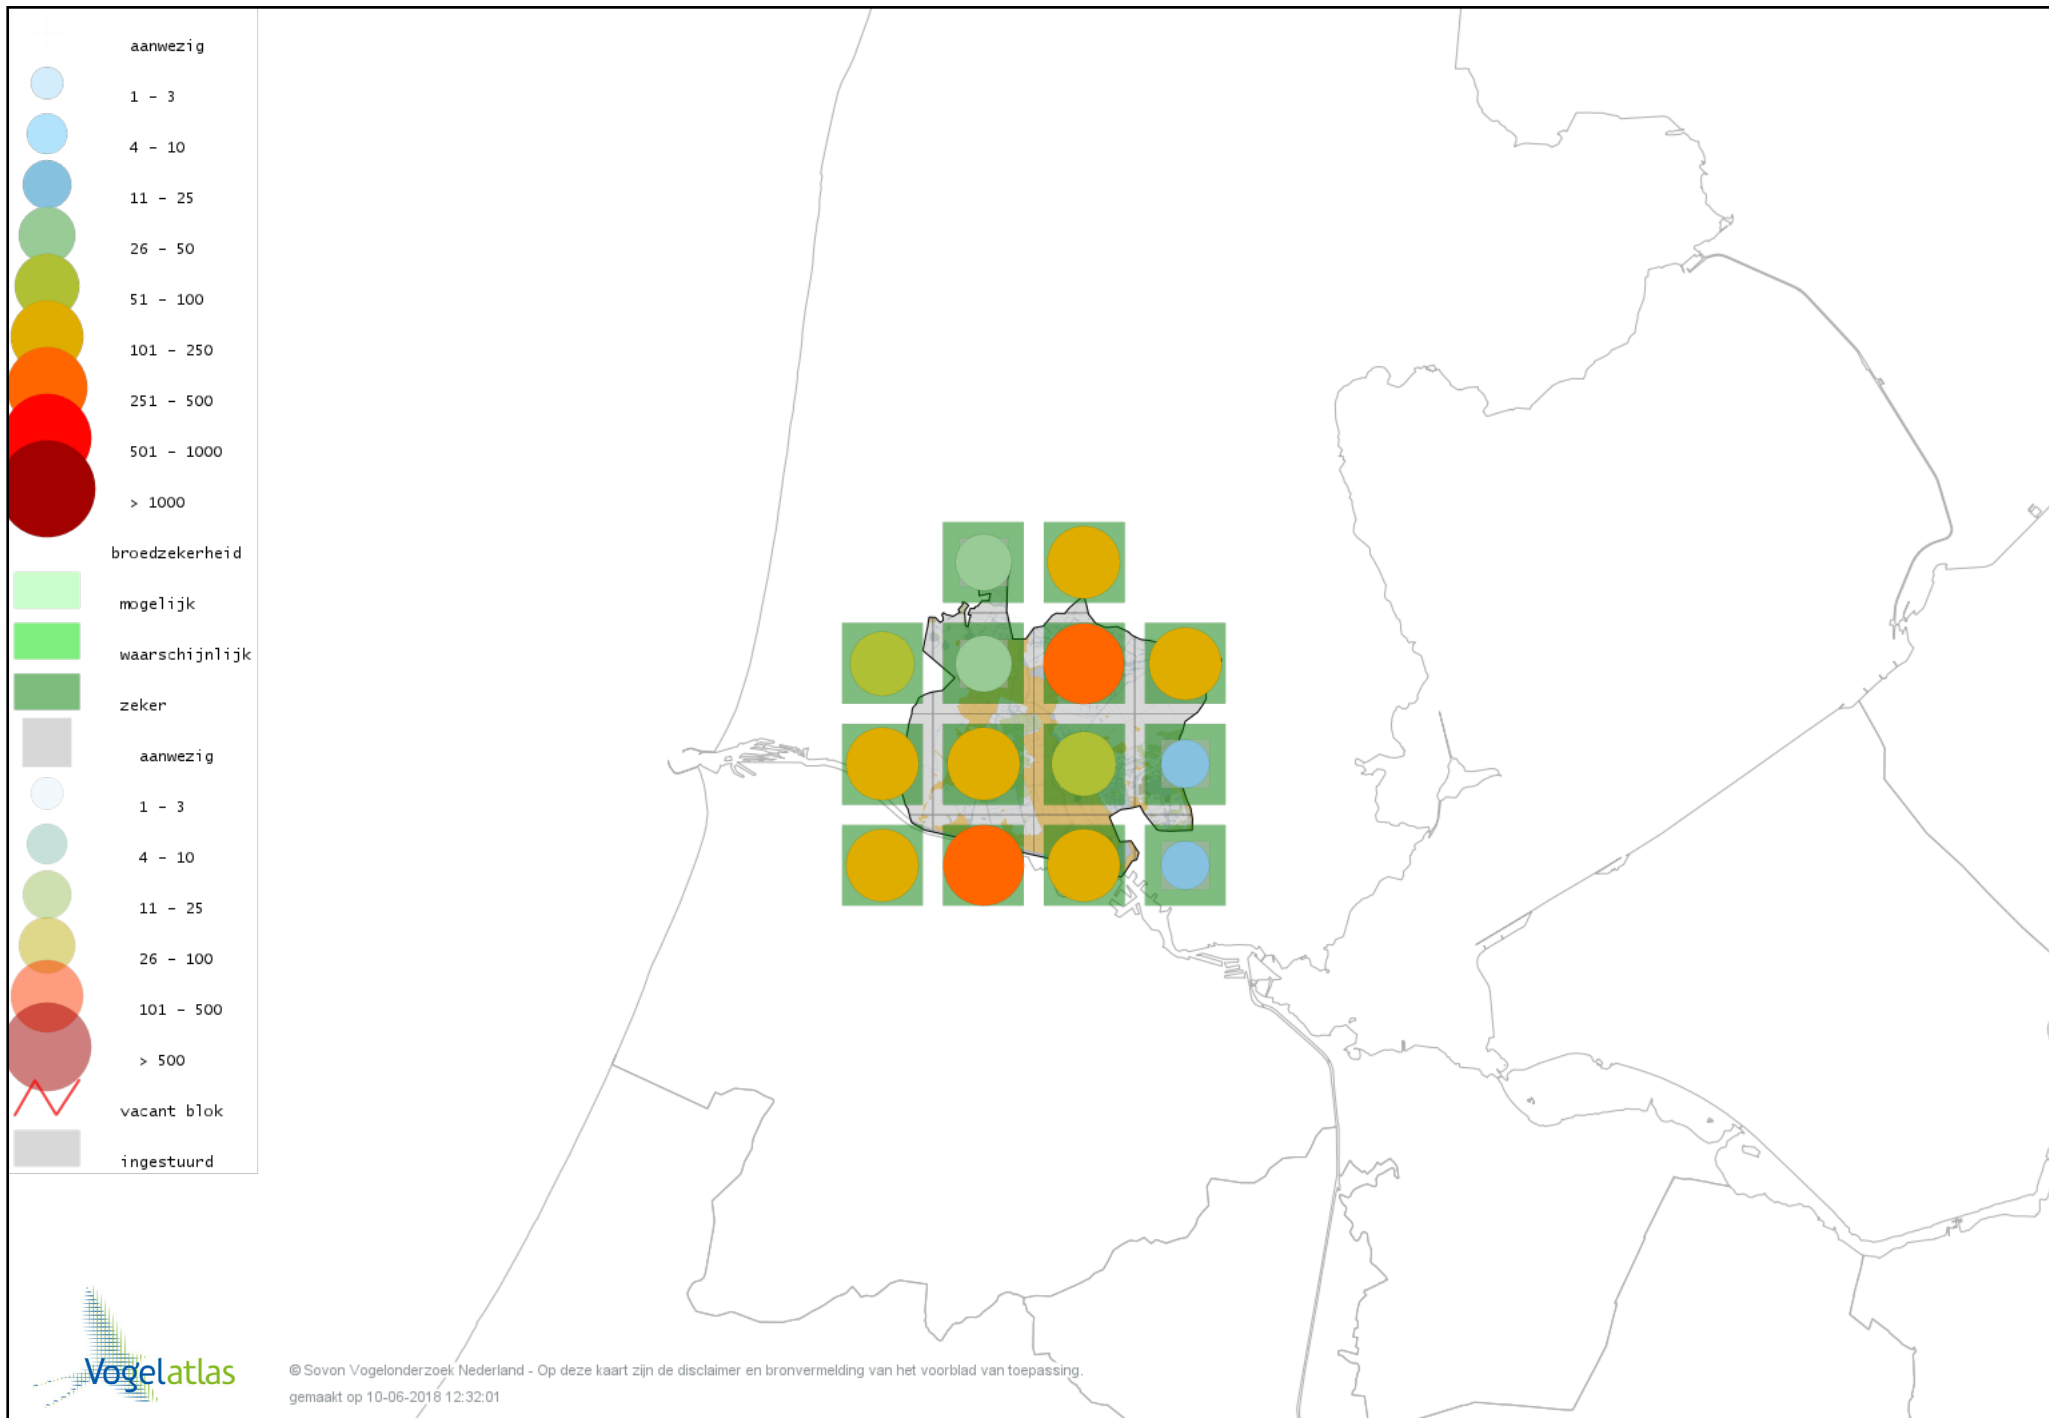 aanwezig
1 - 3
4 - 10
11 - 25
26 - 50
51 - 100
101 - 250
251 - 500
501 - 1000
> 1000
broedzekerheid
mogelijk
waarschijnlijk
zeker
aanwezig
1 - 3
4 - 10
11 - 25
26 - 100
101 - 500
> 500
vacant blok
ingestuurd
Vogelatlas
© Sovon Vogelonderzoek Nederland - Op deze kaart zijn de disclaimer en bronvermelding van het voorblad van toepassing.
gemaakt op 10-06-2018 12:32:01